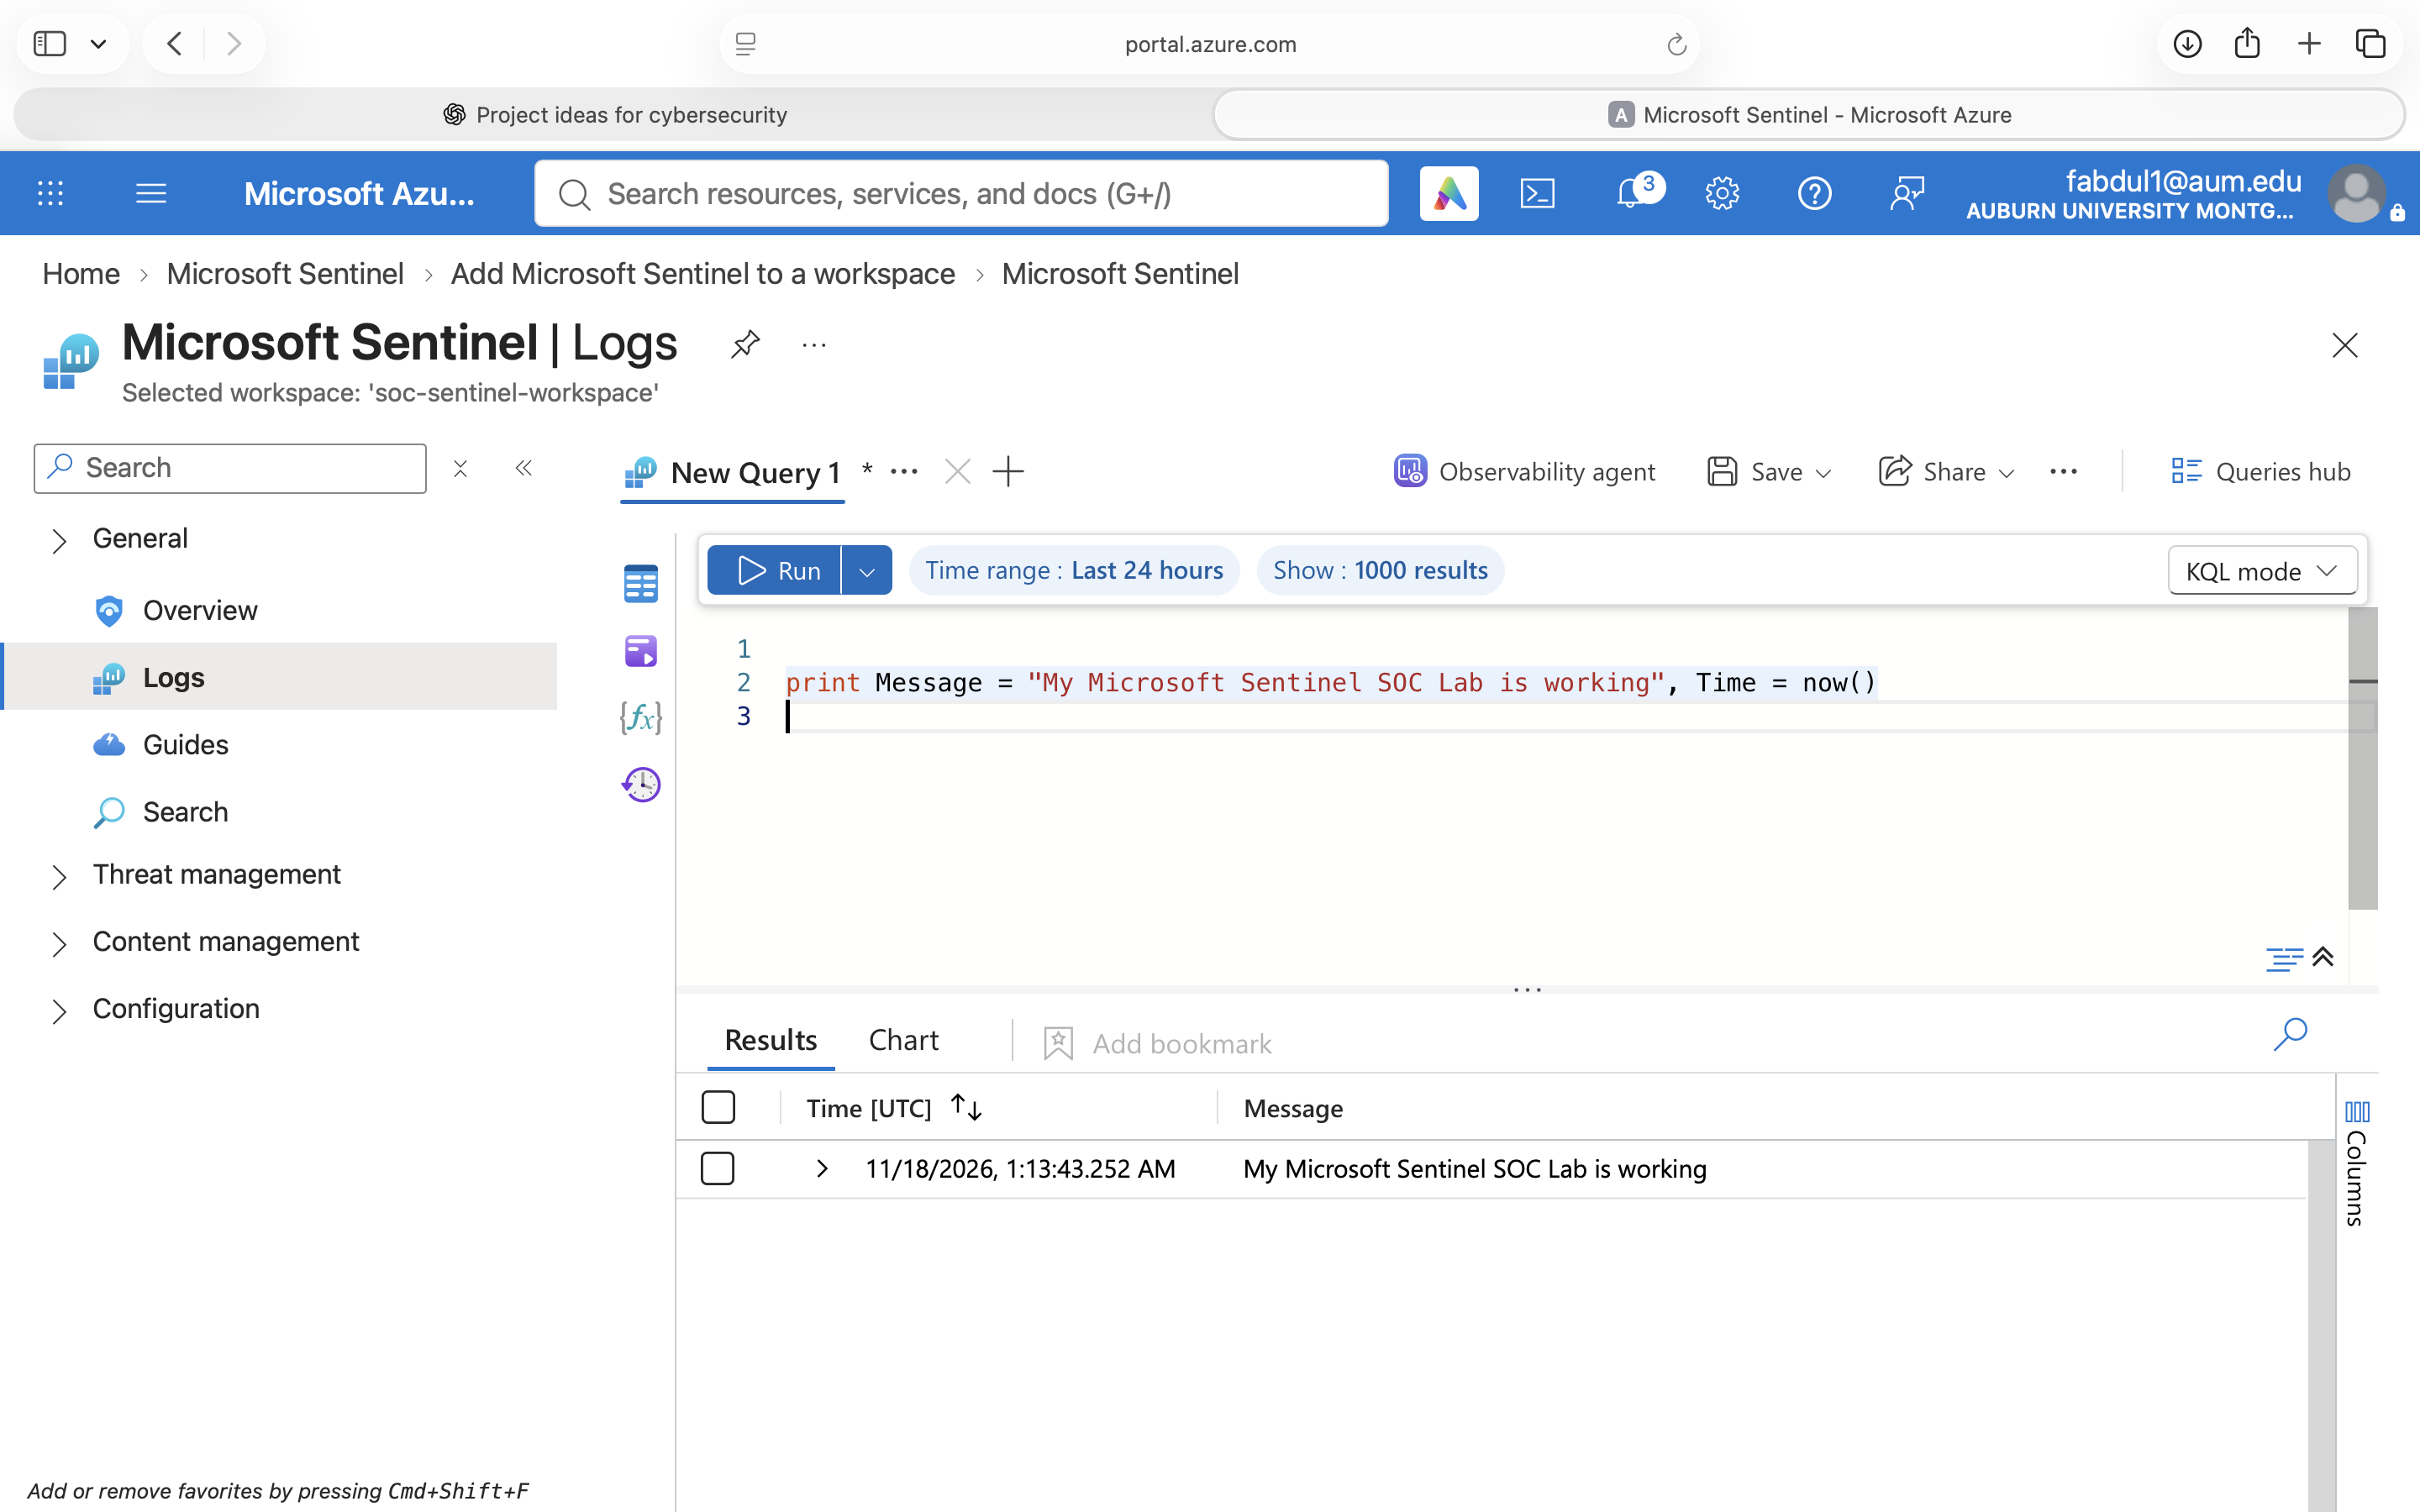 portal.azure.com
Project ideas for cybersecurity
A Microsoft Sentinel - Microsoft Azure
Microsoft Azu...
Search resources, services, and docs (G+/)
3
fabdul1@aum.edu
AUBURN UNIVERSITY MONTG...
Home > Microsoft Sentinel > Add Microsoft Sentinel to a workspace > Microsoft Sentinel
Microsoft Sentinel | Logs
Selected workspace: 'soc-sentinel-workspace'
Search
General
Overview
Logs
Guides
Search
Threat management
Content management
Configuration
Add or remove favorites by pressing Cmd+Shift+F
New Query 1 * ...
Observability agent
Save
Share
Queries hub
Run
Time range : Last 24 hours
Show : 1000 results
KQL mode
1
2 print Message = "My Microsoft Sentinel SOC Lab is working", Time = now()
3
{fx}
Results
Chart
Add bookmark
Time [UTC]
Message
11/18/2026, 1:13:43.252 AM
My Microsoft Sentinel SOC Lab is working
Columns